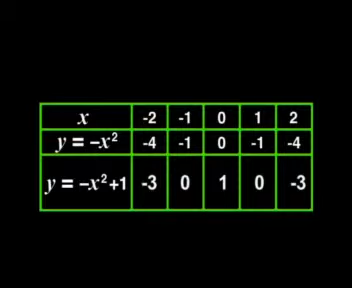 x -2 -1 0 1 2
y = –x² -4 -1 0 -1 -4
y = –x²+1 -3 0 1 0 -3